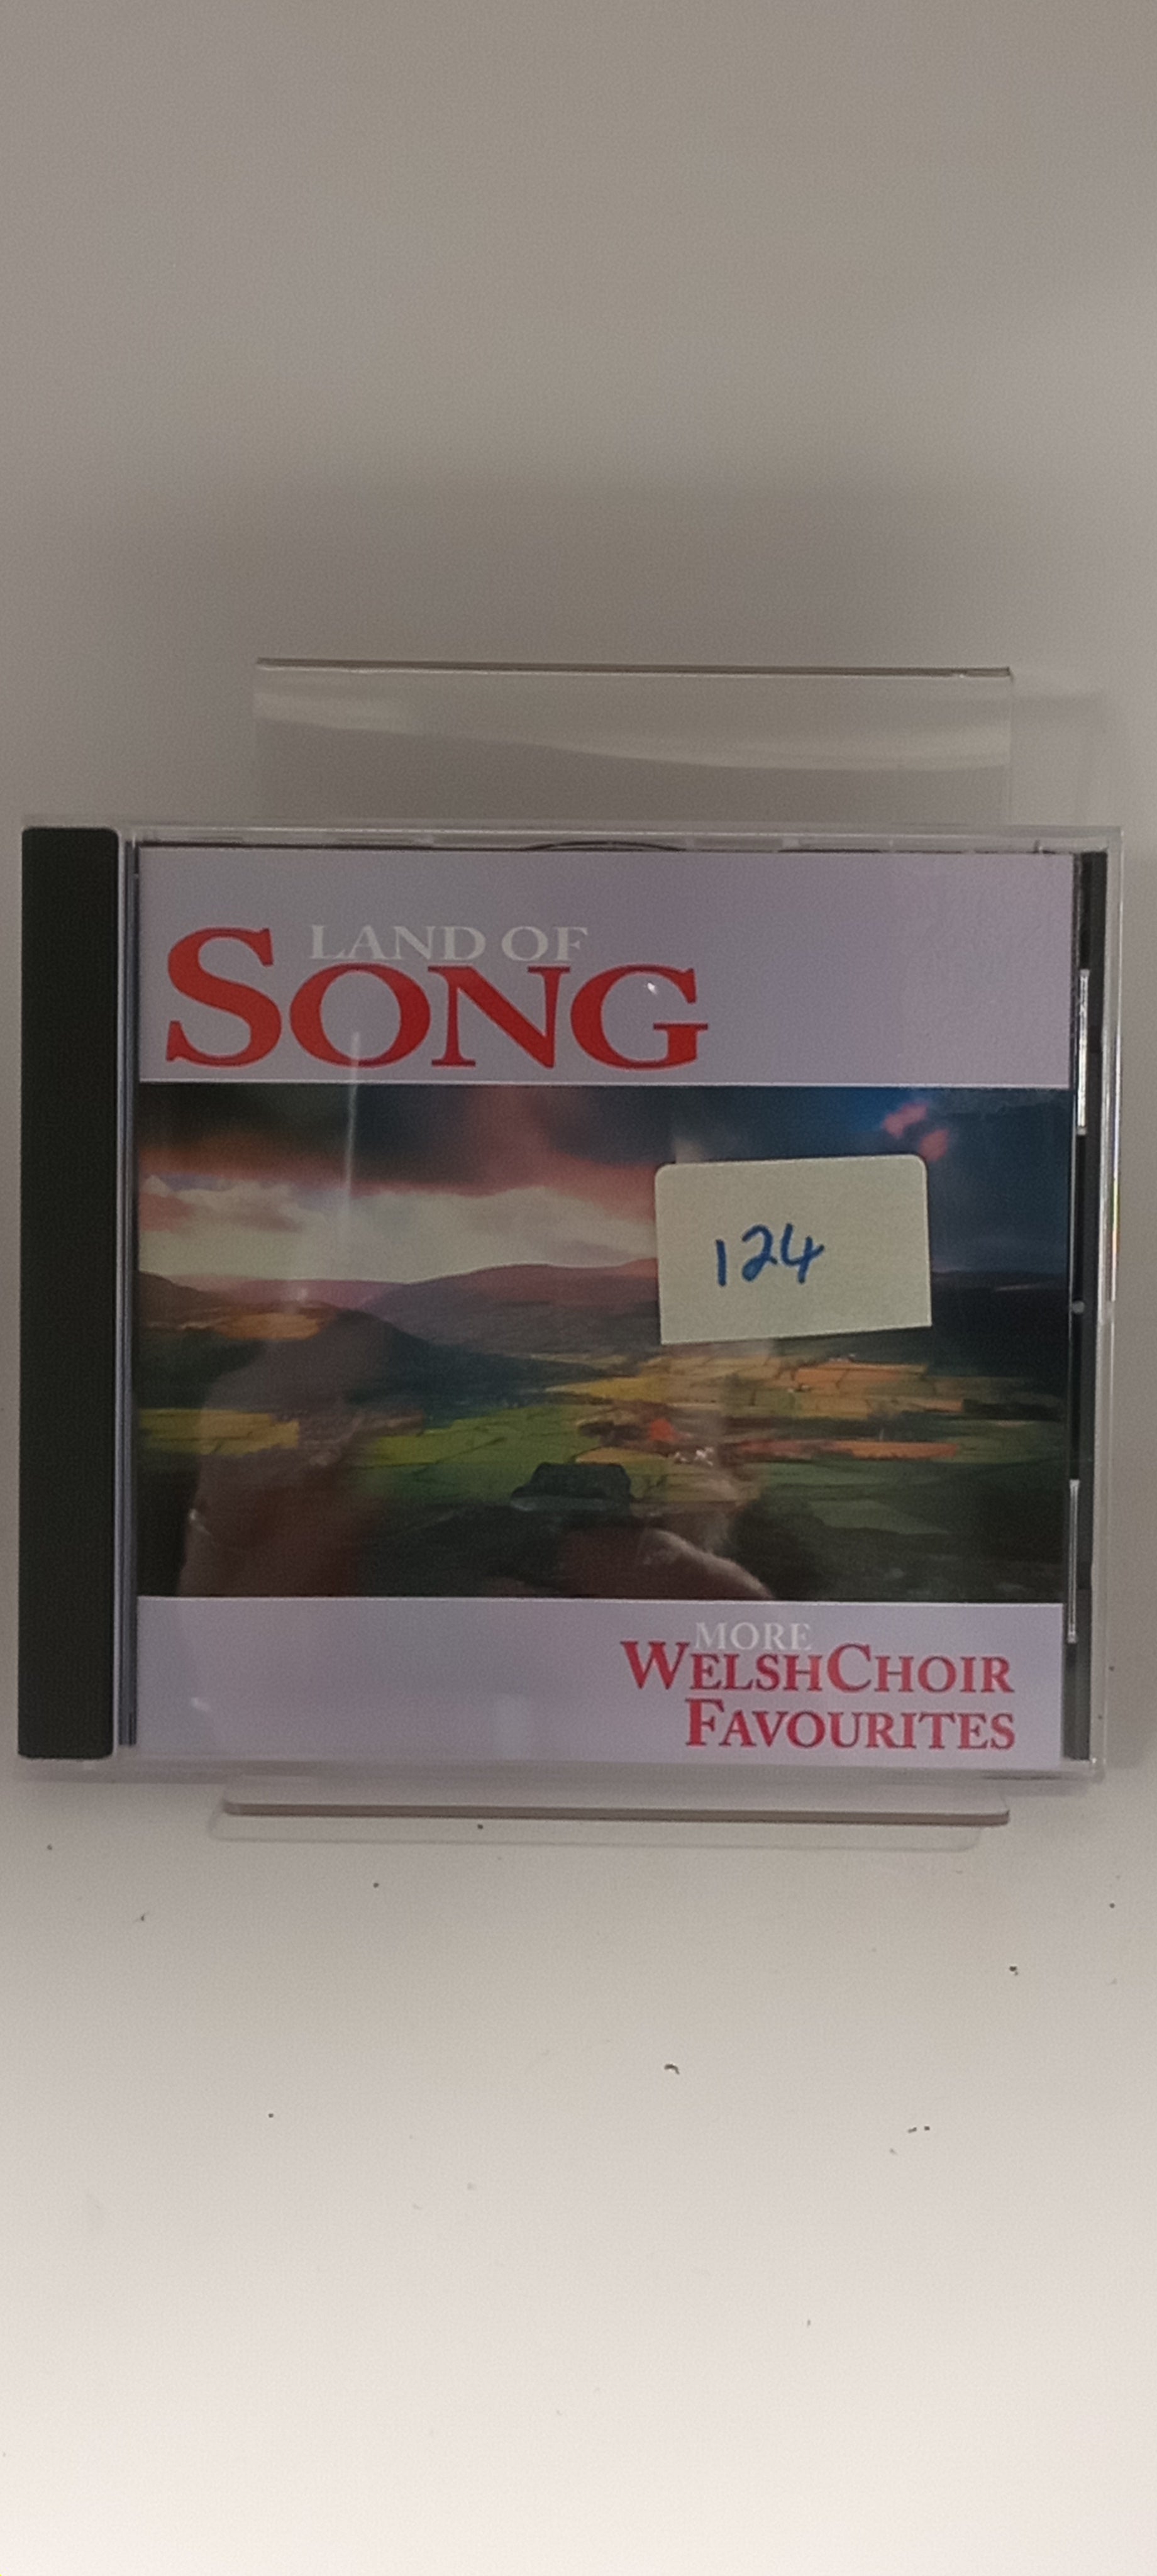 LAND OF
SONG
124
MORE
WELSHCHOIR
FAVOURITES